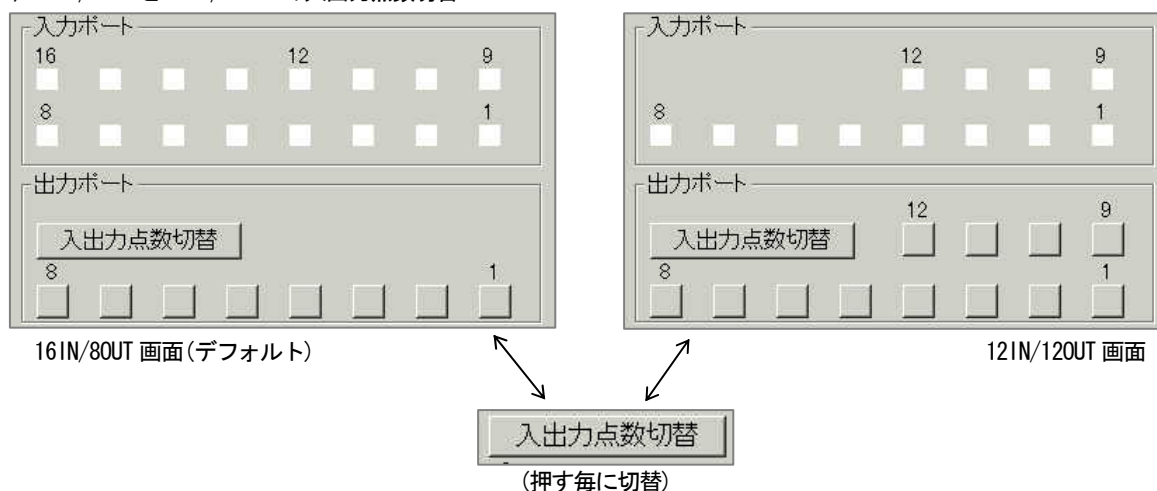 入力ポート
16 12 9
8 1
出力ポート
入出力点数切替
8 1
16IN/8OUT 画面(デフォルト)
入力ポート
12 9
8 1
出力ポート
12 9
入出力点数切替
8 1
12IN/12OUT 画面
入出力点数切替
(押す毎に切替)